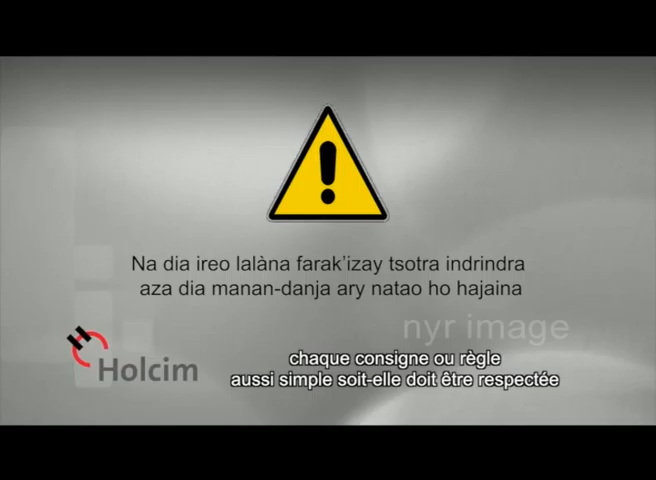 Na dia ireo lalàna farak'izay tsotra indrindra
aza dia manan-danja ary natao ho hajaina
nyr image
Holcim
chaque consigne ou règle
aussi simple soit-elle doit être respectée